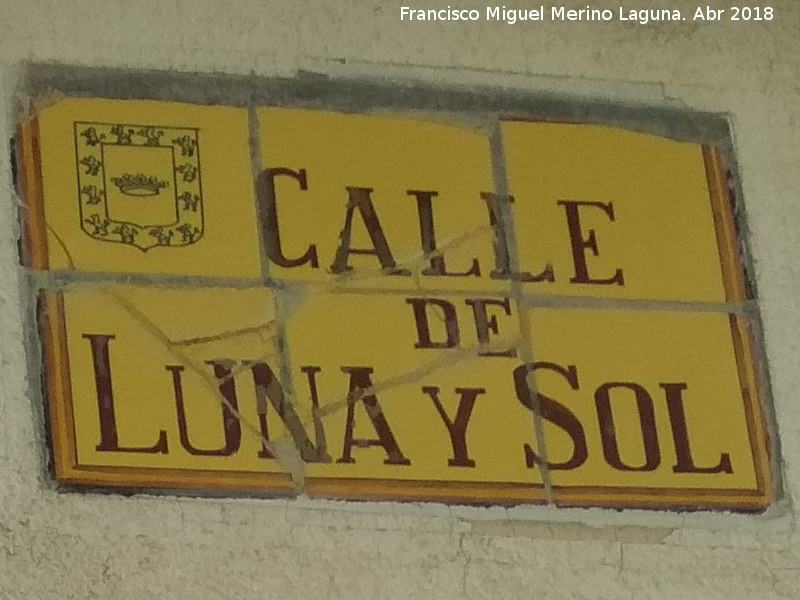 Francisco Miguel Merino Laguna. Abr 2018
CALLE
DE
LUNA Y SOL